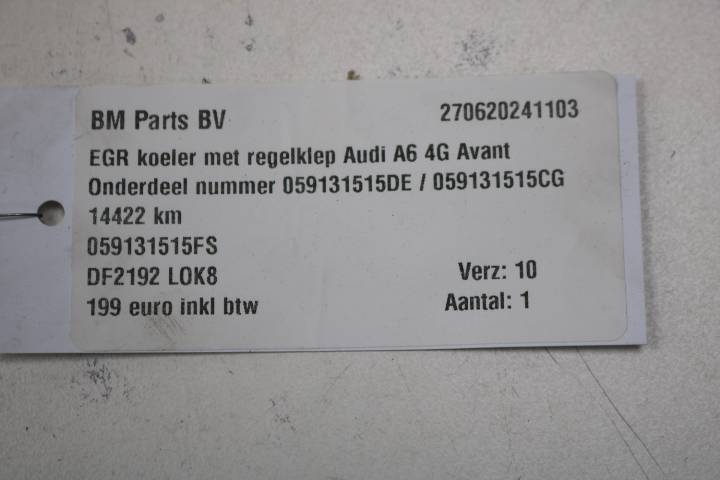 BM Parts BV 270620241103
EGR koeler met regelklep Audi A6 4G Avant
Onderdeel nummer 059131515DE / 059131515CG
14422 km
059131515FS
DF2192 LOK8 Verz: 10
199 euro inkl btw Aantal: 1